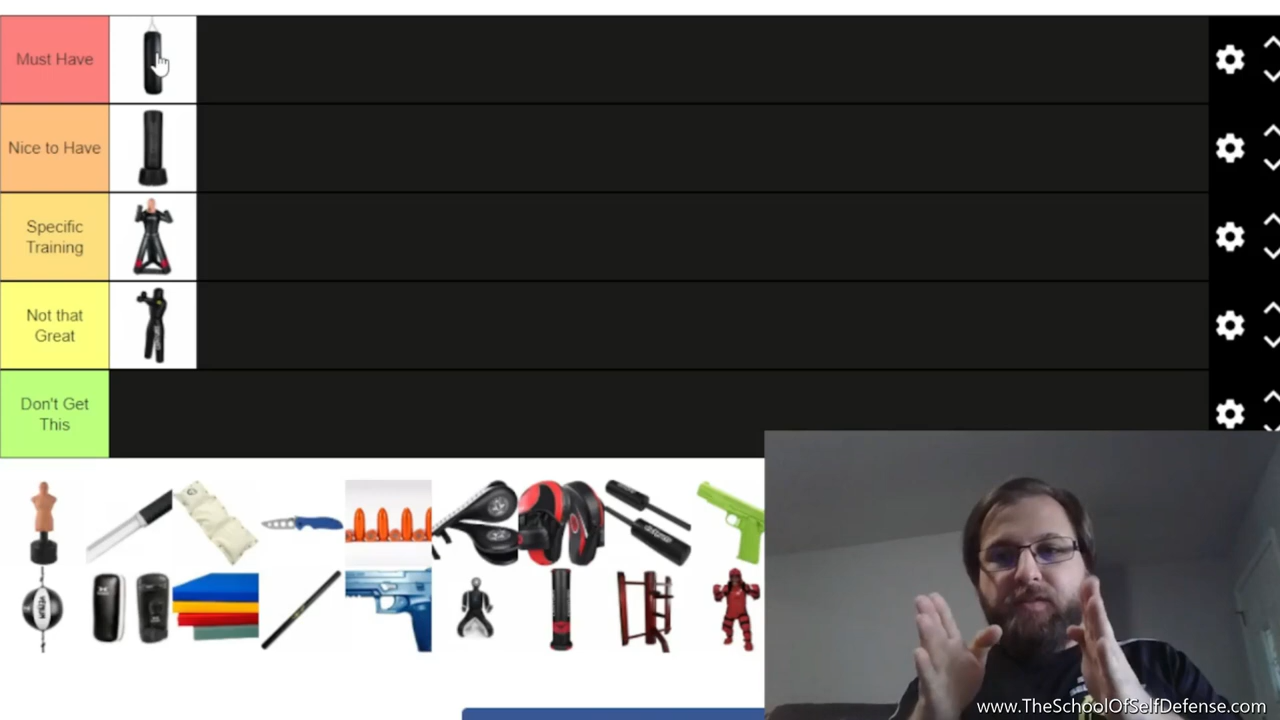 Must Have
Nice to Have
Specific
Training
Not that
Great
Don't Get
This
www.TheSchoolOfSelfDefense.com